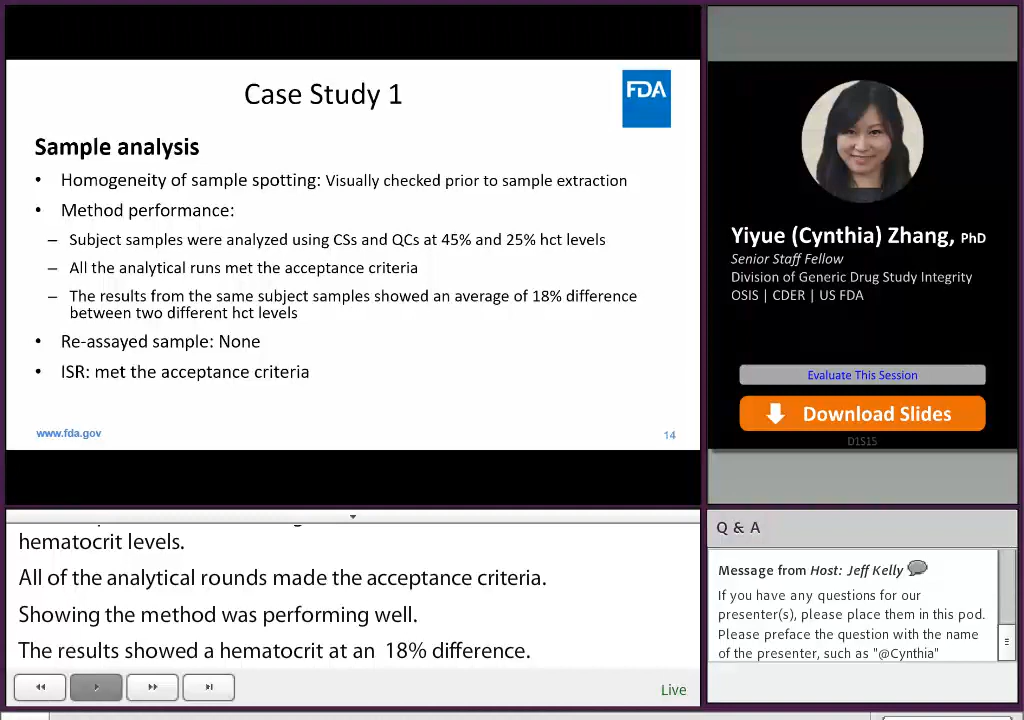 Case Study 1
FDA
Sample analysis
• Homogeneity of sample spotting: Visually checked prior to sample extraction
• Method performance:
– Subject samples were analyzed using CSs and QCs at 45% and 25% hct levels
– All the analytical runs met the acceptance criteria
– The results from the same subject samples showed an average of 18% difference
between two different hct levels
• Re-assayed sample: None
• ISR: met the acceptance criteria
www.fda.gov
14
Yiyue (Cynthia) Zhang, PhD
Senior Staff Fellow
Division of Generic Drug Study Integrity
OSIS | CDER | US FDA
Evaluate This Session
Download Slides
D1S15
hematocrit levels.
All of the analytical rounds made the acceptance criteria.
Showing the method was performing well.
The results showed a hematocrit at an 18% difference.
Live
Q & A
Message from Host: Jeff Kelly
If you have any questions for our
presenter(s), please place them in this pod.
Please preface the question with the name
of the presenter, such as "@Cynthia"